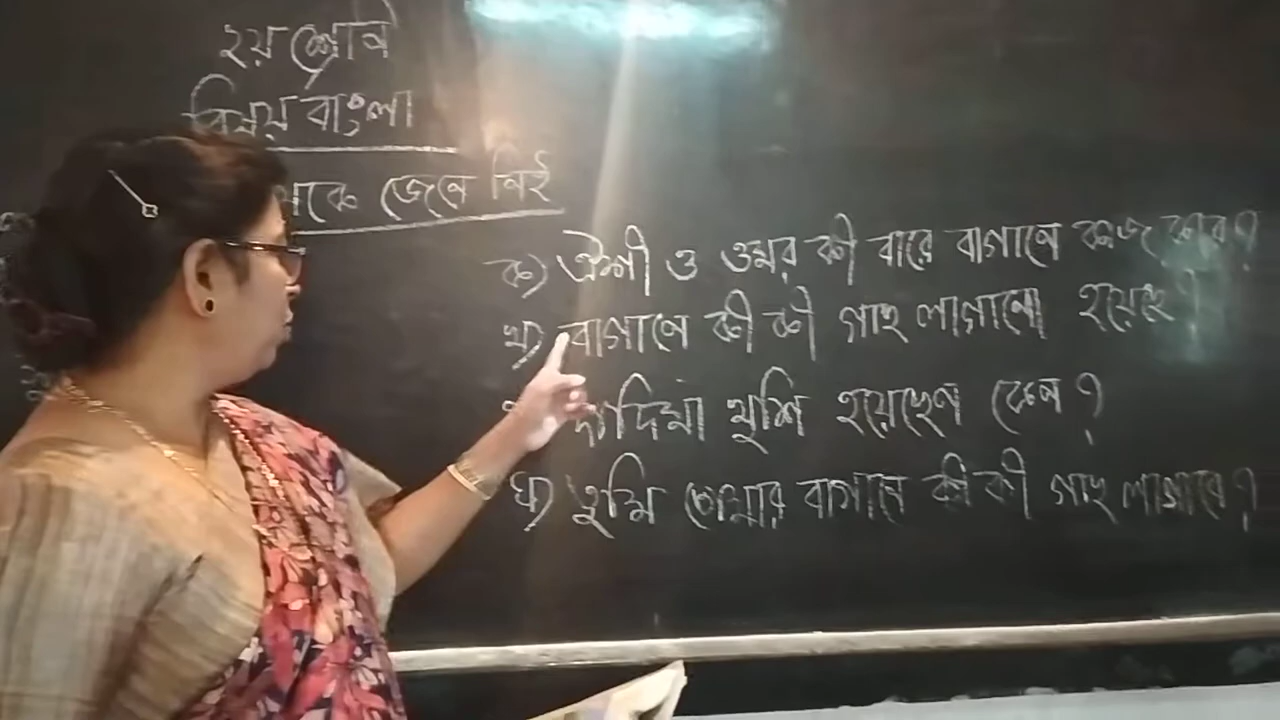 ২য় শ্রেণি
বিষয় বাংলা
থেকে জেনে নিই
ক) ঐশী ও ওমর কী বারে বাগানে কাজ করে?
খ) বাগানে কী কী গাছ লাগানো হয়েছে?
দাদিমা খুশি হয়েছেন কেন?
ঘ) তুমি তোমার বাগানে কী কী গাছ লাগাবে?